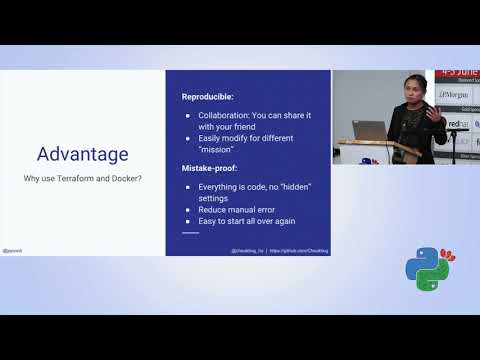 Advantage
Why use Terraform and Docker?
Reproducible:
● Collaboration: You can share it
with your friend
● Easily modify for different
“mission”
Mistake-proof:
● Everything is code, no “hidden”
settings
● Reduce manual error
● Easy to start all over again
| https://github.com/Cheukting
4-5 June
J.P.Morgan
redhat